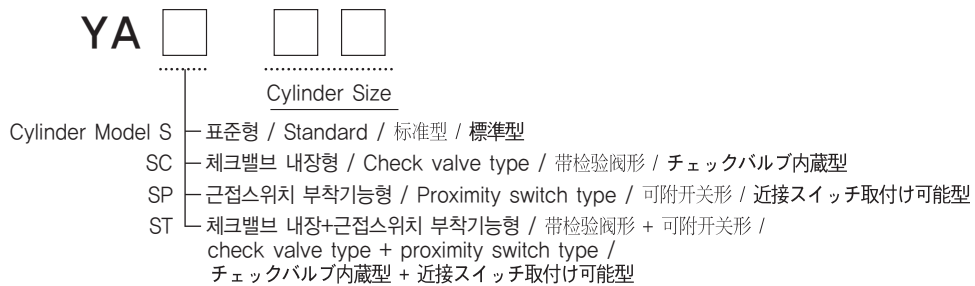 YA □ □ □
Cylinder Size
Cylinder Model S 표준형 / Standard / 标准型 / 標準型
SC 체크밸브 내장형 / Check valve type / 带检验阀形 / チェックバルブ内蔵型
SP 근접스위치 부착기능형 / Proximity switch type / 可附开关形 / 近接スイッチ取付け可能型
ST 체크밸브 내장+근접스위치 부착기능형 / 带检验阀形 + 可附开关形 /
check valve type + proximity switch type /
チェックバルブ内蔵型 + 近接スイッチ取付け可能型